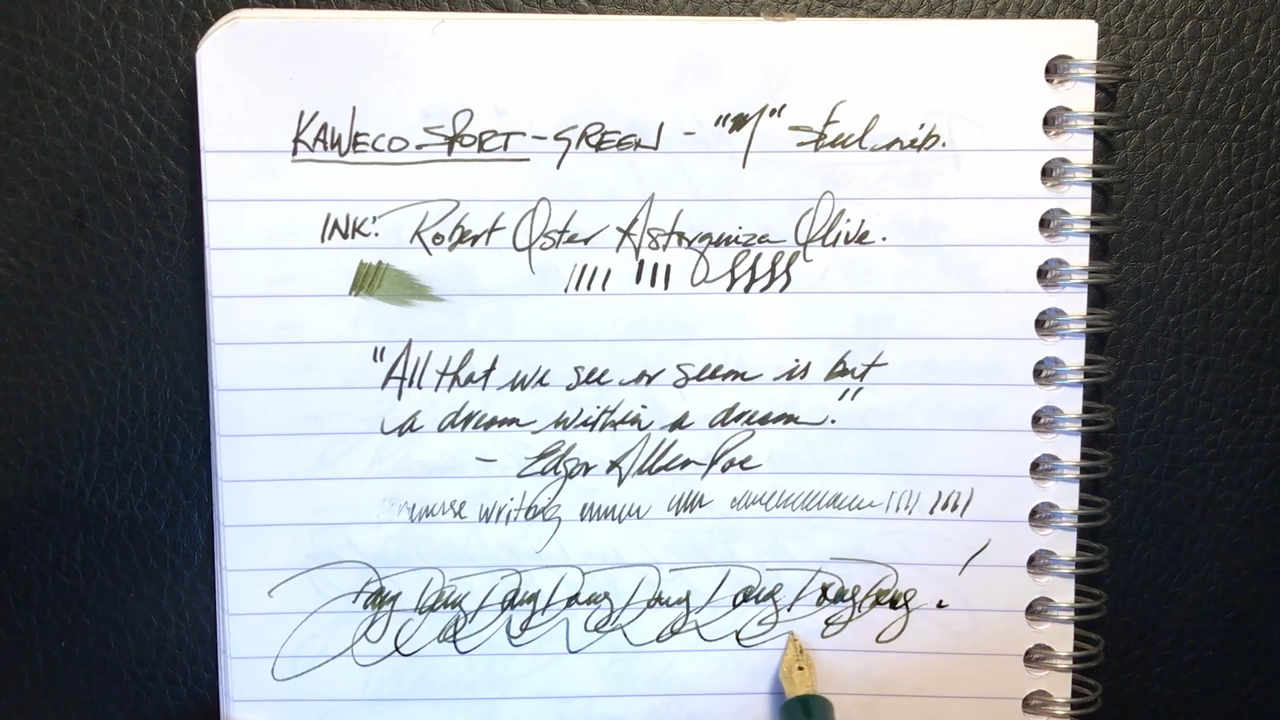 KAWECO SPORT - GREEN - "M" Steel nib.
INK: Robert Oster Astorquiza Olive.
"All that we see or seem is but
a dream within a dream."
- Edgar Allen Poe
reverse writing